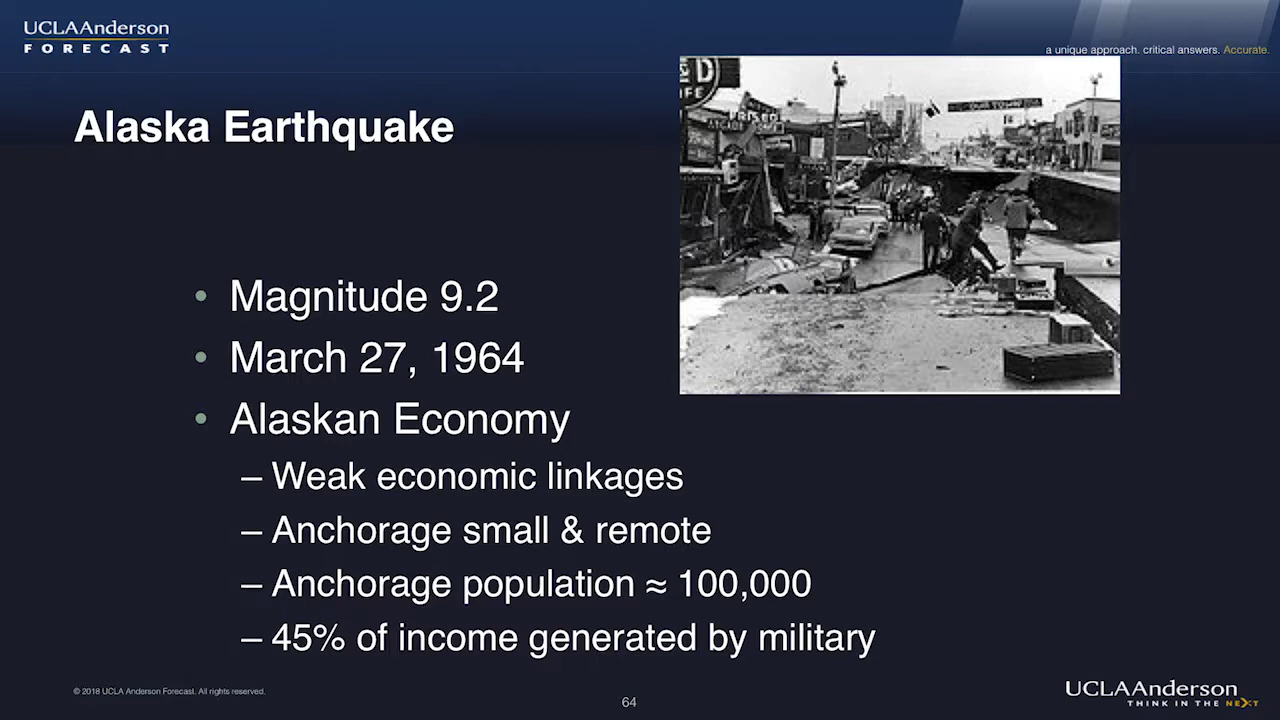 UCLAAnderson
FORECAST
a unique approach. critical answers. Accurate.
Alaska Earthquake
• Magnitude 9.2
• March 27, 1964
• Alaskan Economy
– Weak economic linkages
– Anchorage small & remote
– Anchorage population ≈ 100,000
– 45% of income generated by military
© 2018 UCLA Anderson Forecast. All rights reserved.
64
UCLAAnderson
THINK IN THE NEXT